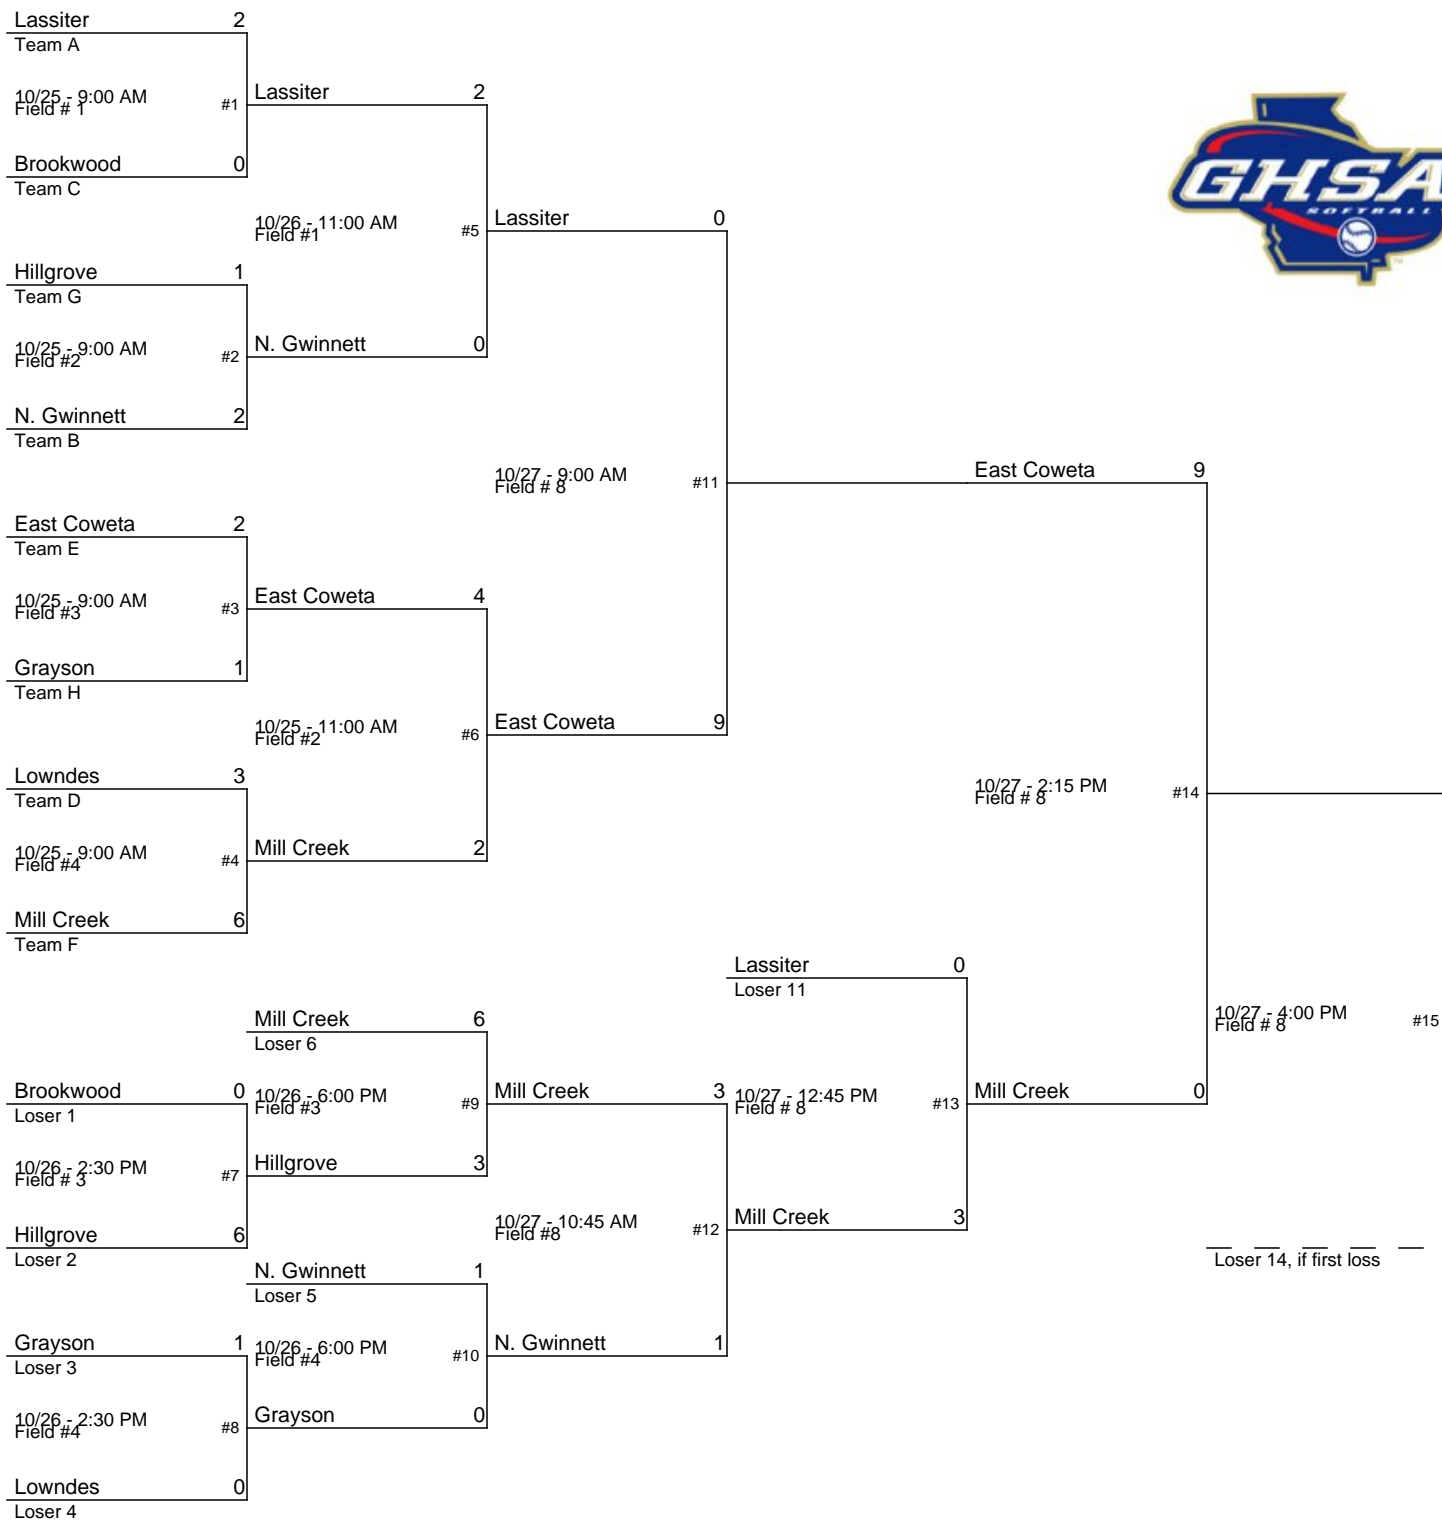 Lassiter 2
Team A
10/25 - 9:00 AM
Field # 1
#1
Brookwood 0
Team C
Lassiter 2
Hillgrove 1
Team G
10/25 - 9:00 AM
Field #2
#2
N. Gwinnett 2
Team B
N. Gwinnett 0
10/26 - 11:00 AM
Field #1
#5
Lassiter 0
East Coweta 2
Team E
10/25 - 9:00 AM
Field #3
#3
Grayson 1
Team H
East Coweta 4
Lowndes 3
Team D
10/25 - 9:00 AM
Field #4
#4
Mill Creek 6
Team F
Mill Creek 2
10/25 - 11:00 AM
Field #2
#6
East Coweta 9
10/27 - 9:00 AM
Field # 8
#11
East Coweta 9
GHSA
SOFTBALL
TM
10/27 - 2:15 PM
Field # 8
#14
Mill Creek 6
Loser 6
Brookwood 0
Loser 1
10/26 - 2:30 PM
Field # 3
#7
Hillgrove 6
Loser 2
10/26 - 6:00 PM
Field #3
#9
Hillgrove 3
Mill Creek 3
N. Gwinnett 1
Loser 5
Grayson 1
Loser 3
10/26 - 2:30 PM
Field #4
#8
Lowndes 0
Loser 4
10/26 - 6:00 PM
Field #4
#10
Grayson 0
N. Gwinnett 1
10/27 - 10:45 AM
Field #8
#12
Lassiter 0
Loser 11
10/27 - 12:45 PM
Field # 8
#13
Mill Creek 3
Mill Creek 0
10/27 - 4:00 PM
Field # 8
#15
Loser 14, if first loss